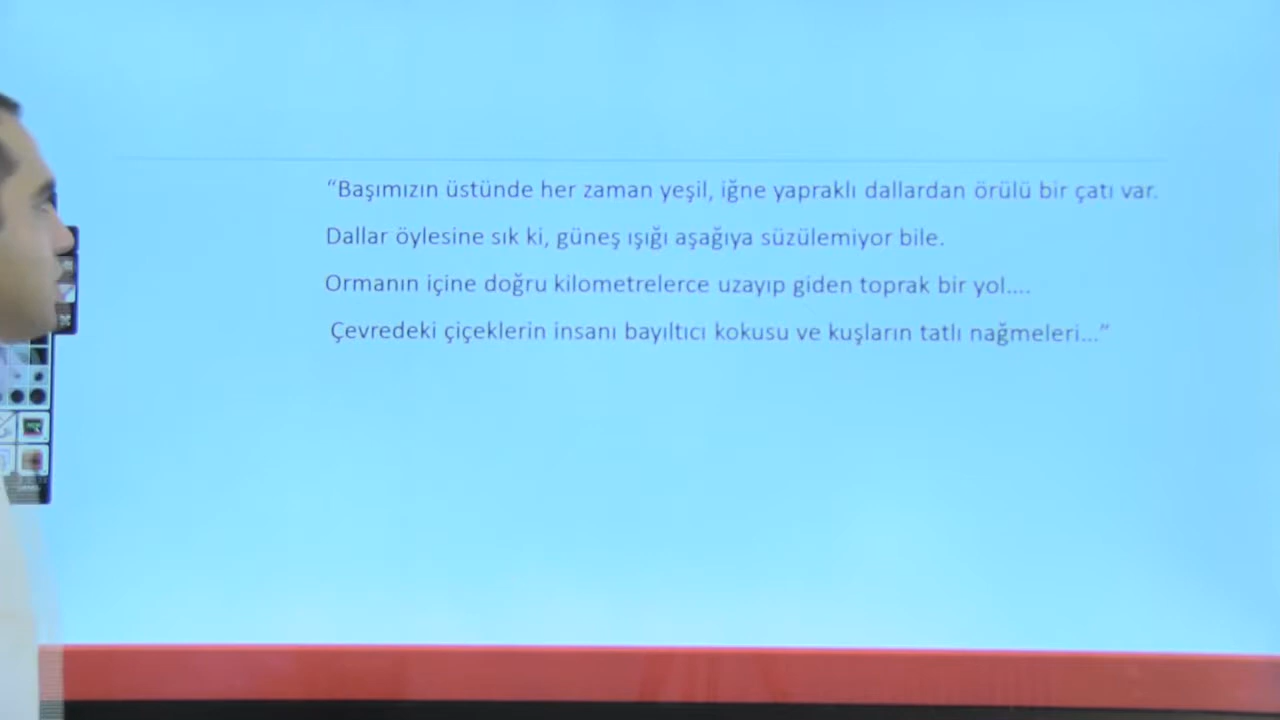 “Başımızın üstünde her zaman yeşil, iğne yapraklı dallardan örülü bir çatı var.
Dallar öylesine sık ki, güneş ışığı aşağıya süzülemiyor bile.
Ormanın içine doğru kilometrelerce uzayıp giden toprak bir yol....
Çevredeki çiçeklerin insanı bayıltıcı kokusu ve kuşların tatlı nağmeleri...”